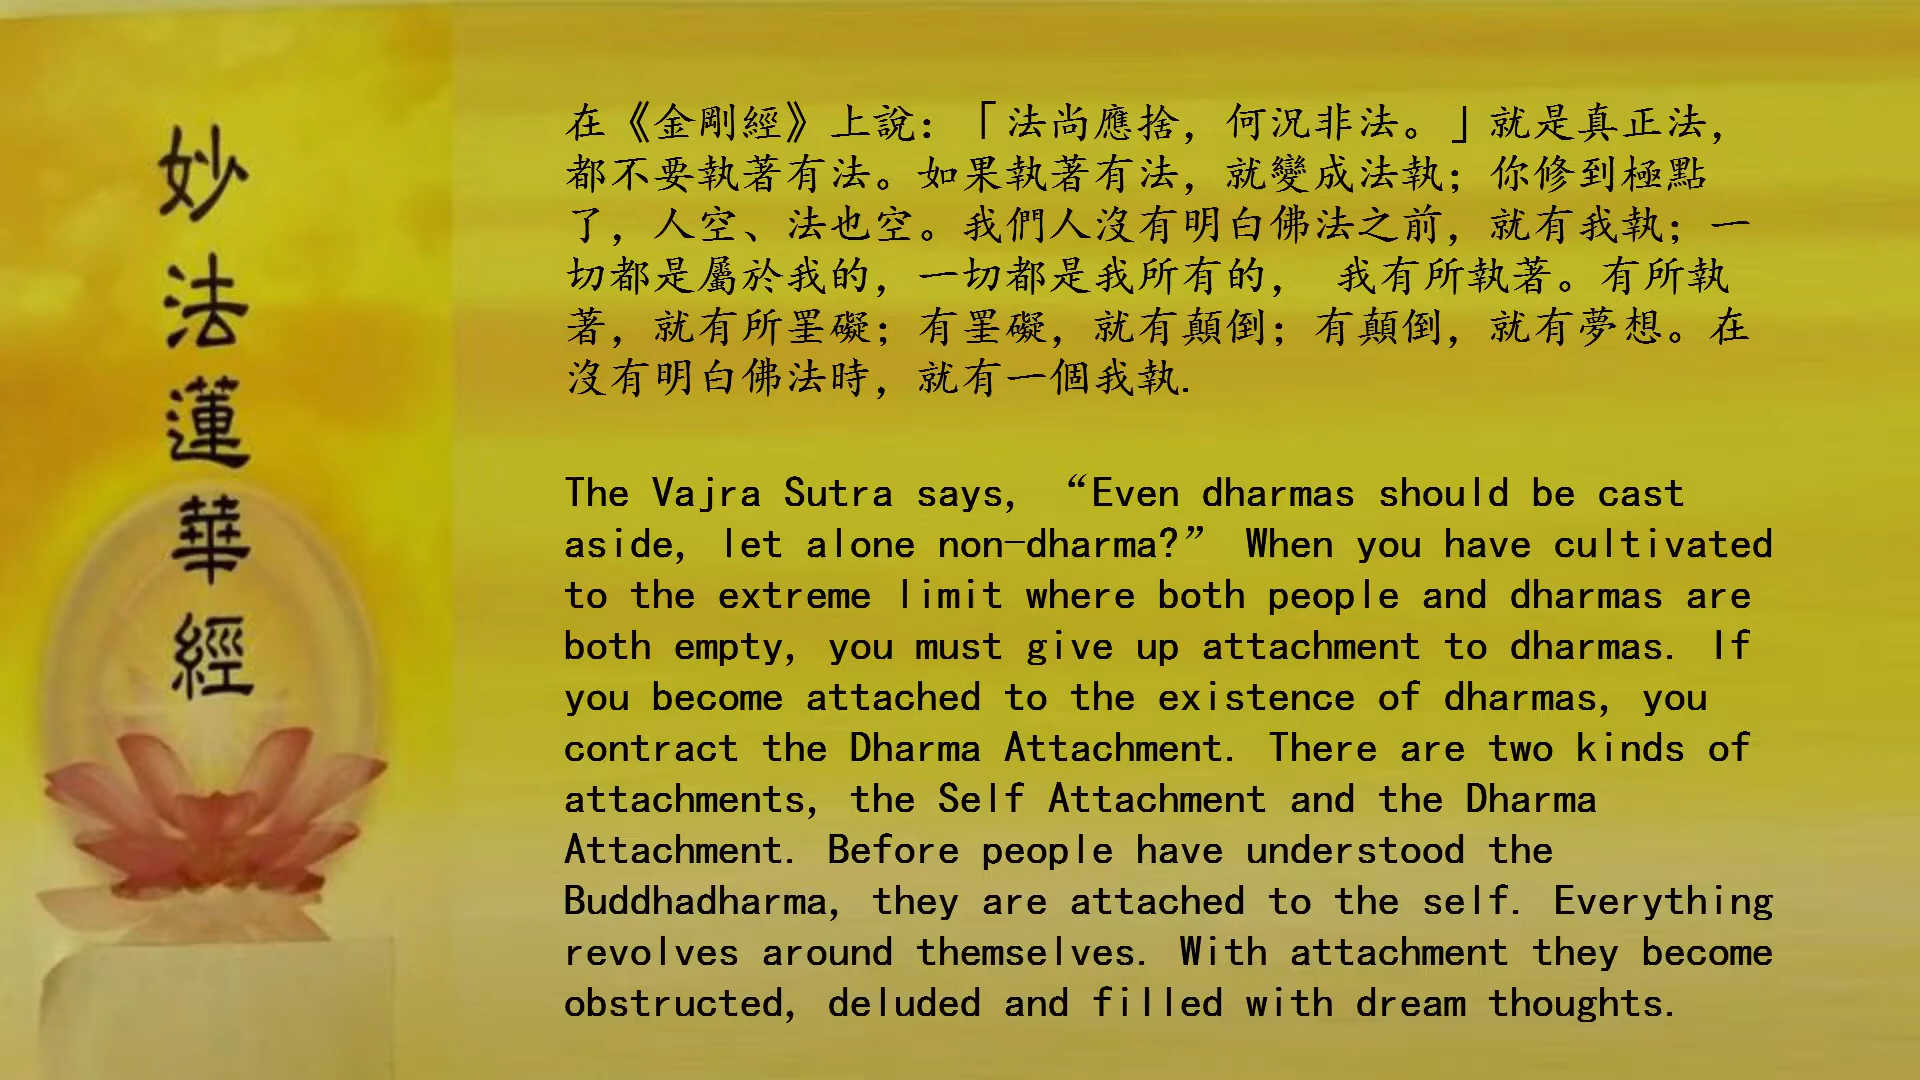 妙法蓮華經
在《金剛經》上說：「法尚應捨，何況非法。」就是真正法，
都不要執著有法。如果執著有法，就變成法執；你修到極點
了，人空、法也空。我們人沒有明白佛法之前，就有我執；一
切都是屬於我的，一切都是我所有的， 我有所執著。有所執
著，就有所罣礙；有罣礙，就有顛倒；有顛倒，就有夢想。在
沒有明白佛法時，就有一個我執.
The Vajra Sutra says, “Even dharmas should be cast
aside, let alone non-dharma?” When you have cultivated
to the extreme limit where both people and dharmas are
both empty, you must give up attachment to dharmas. If
you become attached to the existence of dharmas, you
contract the Dharma Attachment. There are two kinds of
attachments, the Self Attachment and the Dharma
Attachment. Before people have understood the
Buddhadharma, they are attached to the self. Everything
revolves around themselves. With attachment they become
obstructed, deluded and filled with dream thoughts.